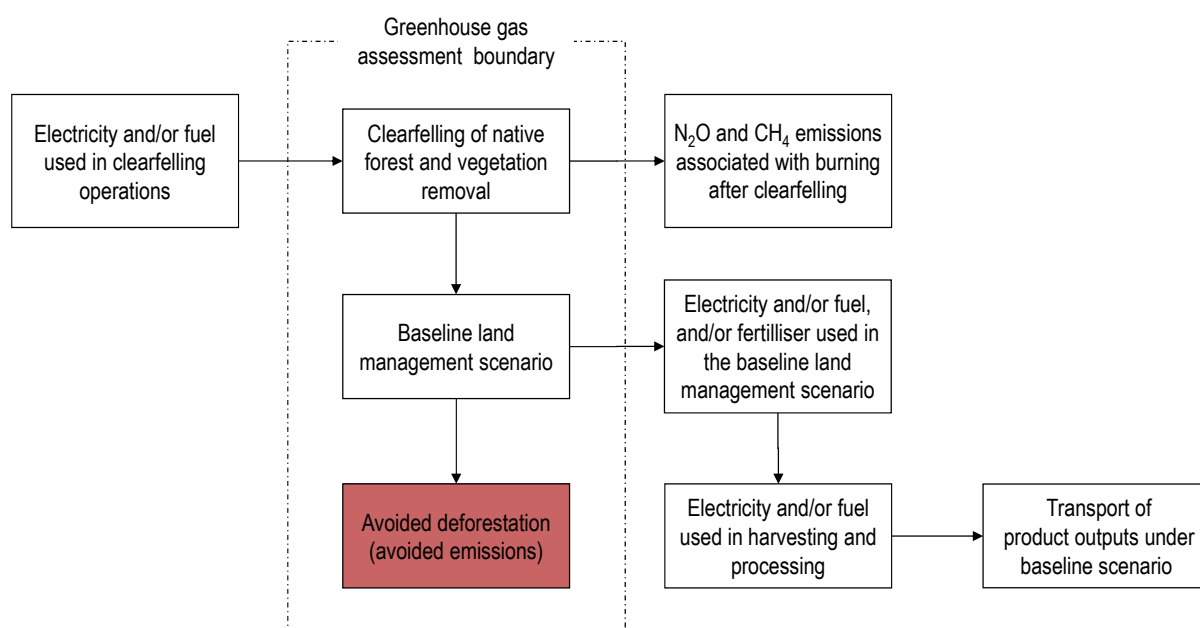 Greenhouse gas
assessment boundary
Electricity and/or fuel
used in clearfelling
operations
Clearfelling of native
forest and vegetation
removal
N₂O and CH₄ emissions
associated with burning
after clearfelling
Baseline land
management scenario
Electricity and/or fuel,
and/or fertilliser used in
the baseline land
management scenario
Avoided deforestation
(avoided emissions)
Electricity and/or fuel
used in harvesting and
processing
Transport of
product outputs under
baseline scenario